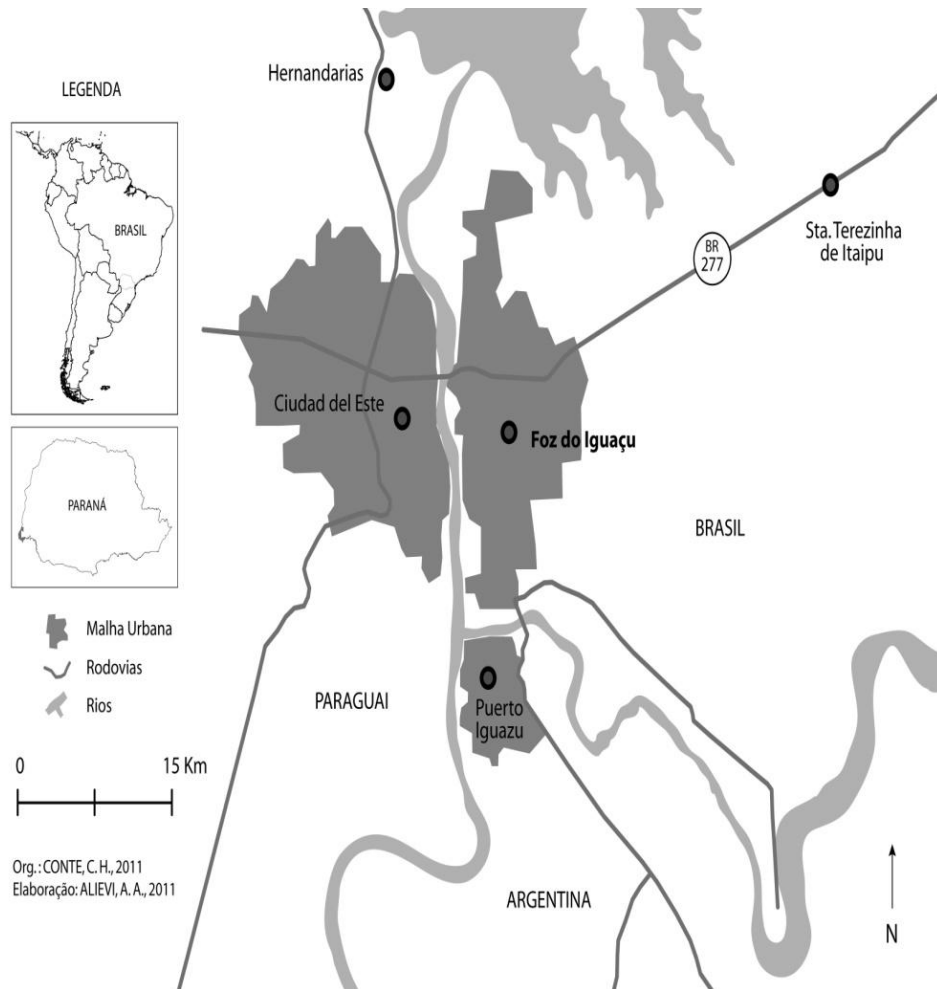 LEGENDA
BRASIL
PARANÁ
Malha Urbana
Rodovias
Rios
0 15 Km
Org.: CONTE, C. H., 2011
Elaboração: ALIEVI, A. A., 2011
Hernandarias
Sta. Terezinha
de Itaipu
BR
277
Ciudad del Este
Foz do Iguaçu
BRASIL
PARAGUAI
Puerto
Iguazu
ARGENTINA
N